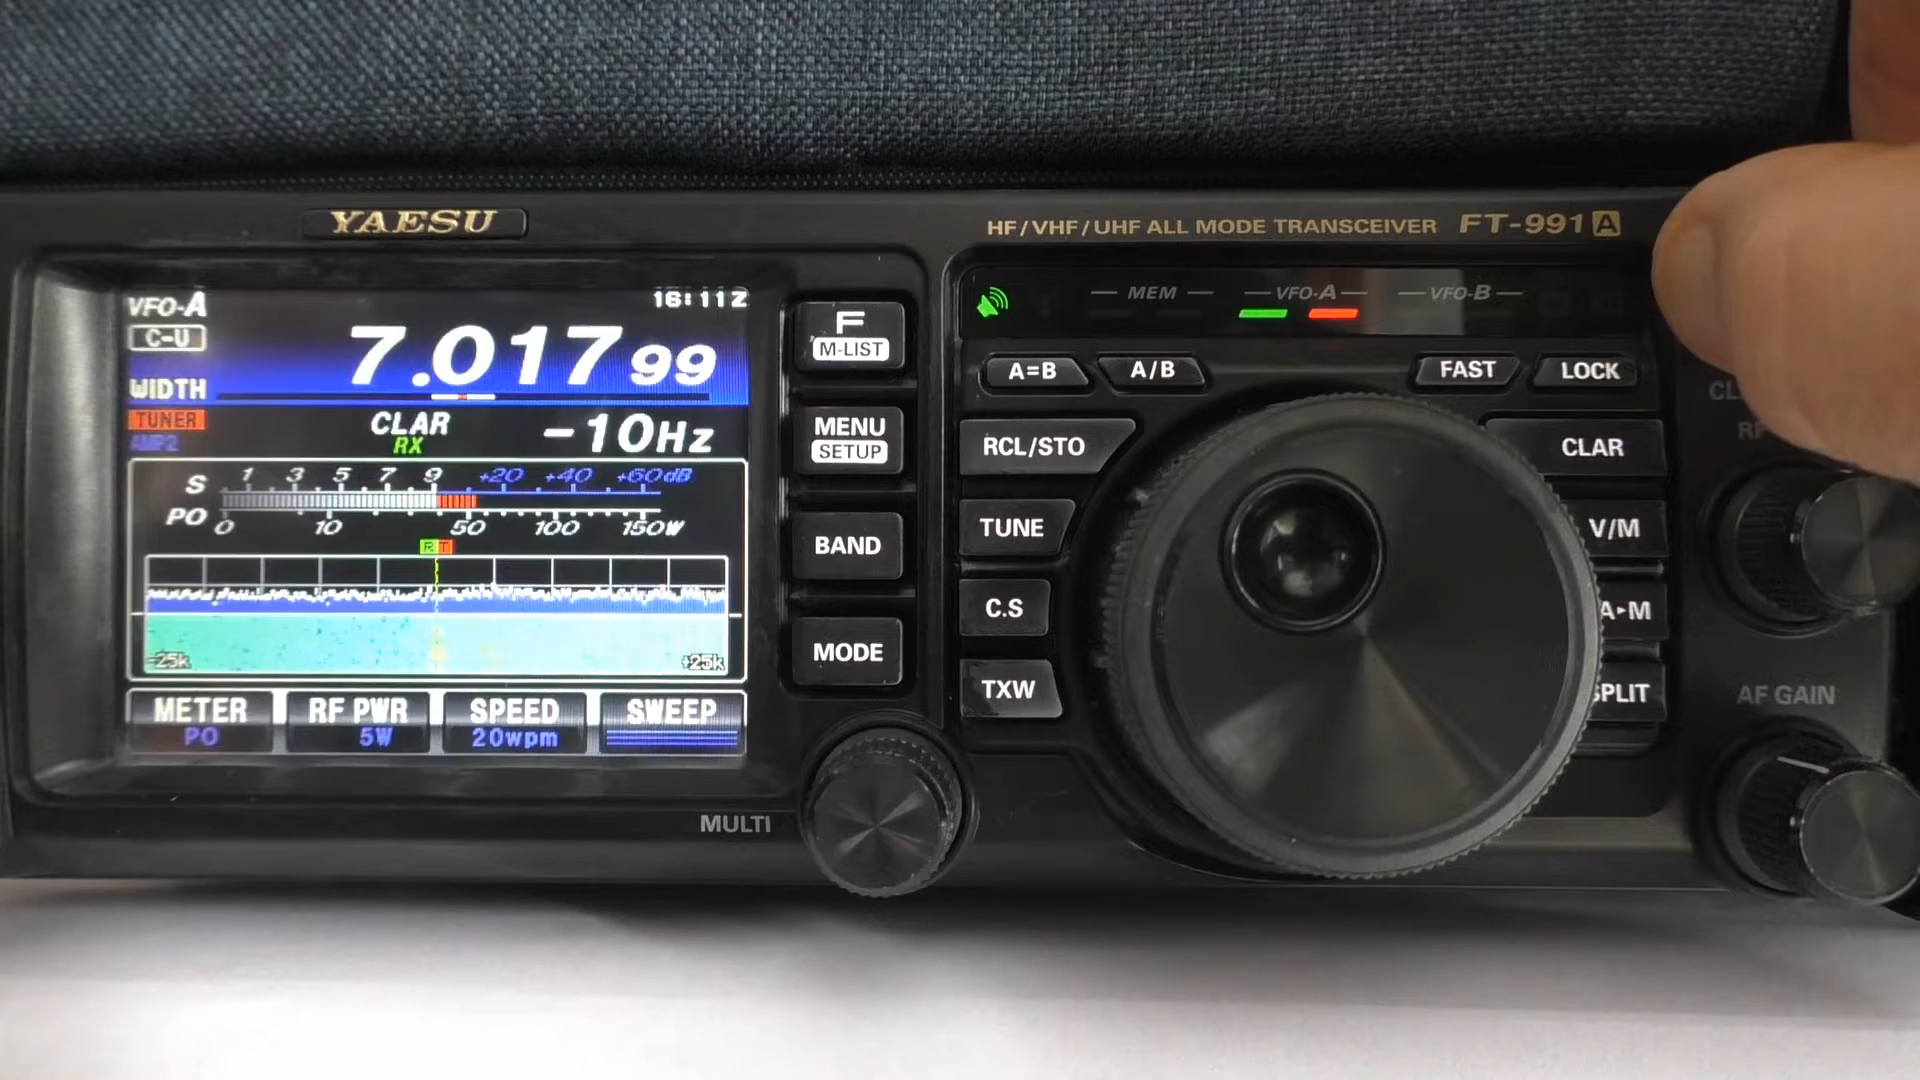 YAESU
HF/VHF/UHF ALL MODE TRANSCEIVER FT-991A
VFO-A
16:11Z
C-U
7.01799
WIDTH
TUNER
AMP2
CLAR
RX
-10Hz
S 1 3 5 7 9 +20 +40 +60dB
PO 0 10 50 100 150W
R T
-25k
+25k
METER
PO
RF PWR
5W
SPEED
20wpm
SWEEP
F
M-LIST
MENU
SETUP
BAND
MODE
MULTI
MEM
VFO-A
VFO-B
A=B
A/B
FAST
LOCK
RCL/STO
CLAR
TUNE
V/M
C.S
A▸M
TXW
PLIT
CL
RF
AF GAIN